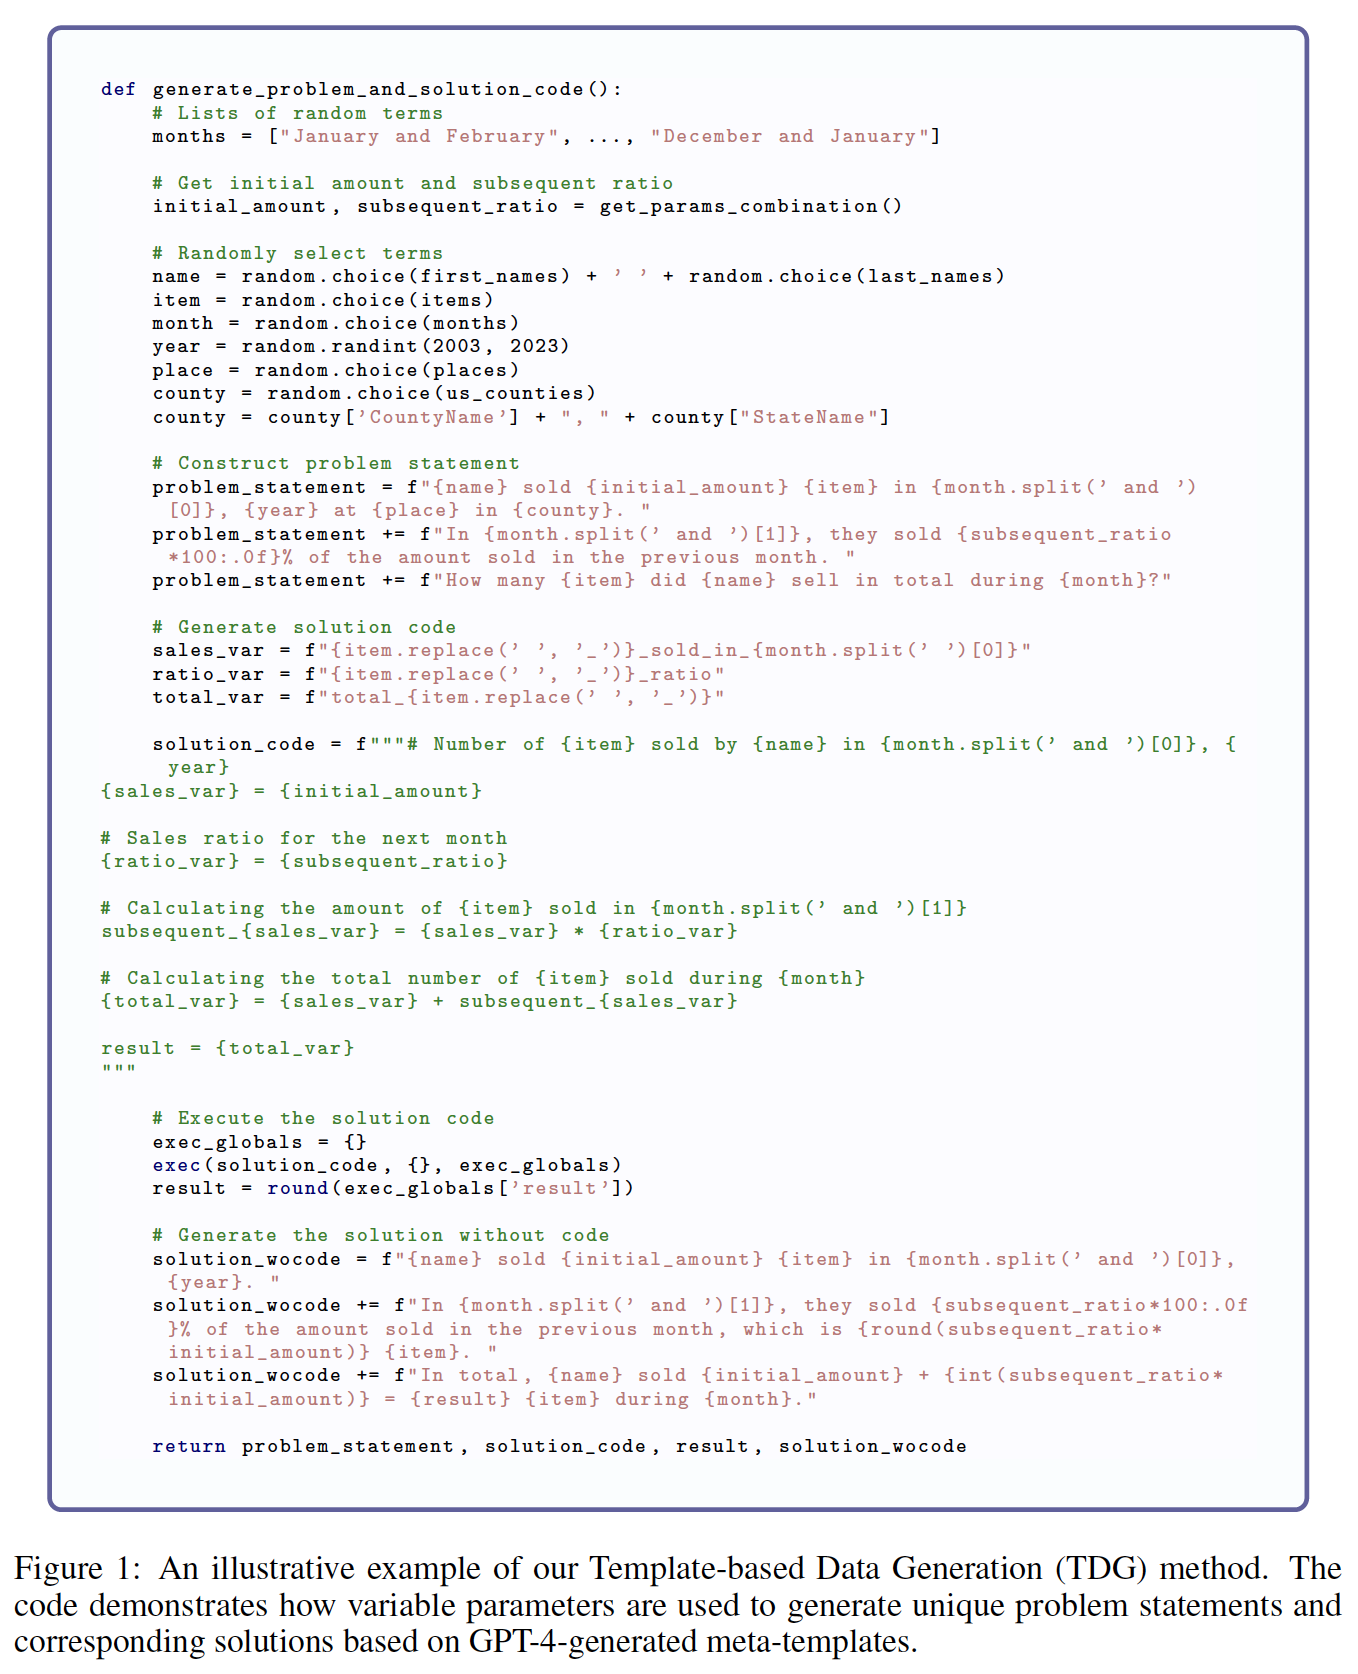 def generate_problem_and_solution_code():
    # Lists of random terms
    months = ["January and February", ..., "December and January"]

    # Get initial amount and subsequent ratio
    initial_amount, subsequent_ratio = get_params_combination()

    # Randomly select terms
    name = random.choice(first_names) + ' ' + random.choice(last_names)
    item = random.choice(items)
    month = random.choice(months)
    year = random.randint(2003, 2023)
    place = random.choice(places)
    county = random.choice(us_counties)
    county = county['CountyName'] + ", " + county["StateName"]

    # Construct problem statement
    problem_statement = f"{name} sold {initial_amount} {item} in {month.split(' and ')
     [0]}, {year} at {place} in {county}. "
    problem_statement += f"In {month.split(' and ')[1]}, they sold {subsequent_ratio
     *100:.0f}% of the amount sold in the previous month. "
    problem_statement += f"How many {item} did {name} sell in total during {month}?"

    # Generate solution code
    sales_var = f"{item.replace(' ', '_')}_sold_in_{month.split(' ')[0]}"
    ratio_var = f"{item.replace(' ', '_')}_ratio"
    total_var = f"total_{item.replace(' ', '_')}"

    solution_code = f"""# Number of {item} sold by {name} in {month.split(' and ')[0]}, {
     year}
{sales_var} = {initial_amount}

# Sales ratio for the next month
{ratio_var} = {subsequent_ratio}

# Calculating the amount of {item} sold in {month.split(' and ')[1]}
subsequent_{sales_var} = {sales_var} * {ratio_var}

# Calculating the total number of {item} sold during {month}
{total_var} = {sales_var} + subsequent_{sales_var}

result = {total_var}
"""

    # Execute the solution code
    exec_globals = {}
    exec(solution_code, {}, exec_globals)
    result = round(exec_globals['result'])

    # Generate the solution without code
    solution_wocode = f"{name} sold {initial_amount} {item} in {month.split(' and ')[0]},
     {year}. "
    solution_wocode += f"In {month.split(' and ')[1]}, they sold {subsequent_ratio*100:.0f
     }% of the amount sold in the previous month, which is {round(subsequent_ratio*
     initial_amount)} {item}. "
    solution_wocode += f"In total, {name} sold {initial_amount} + {int(subsequent_ratio*
     initial_amount)} = {result} {item} during {month}."

    return problem_statement, solution_code, result, solution_wocode

Figure 1: An illustrative example of our Template-based Data Generation (TDG) method. The
code demonstrates how variable parameters are used to generate unique problem statements and
corresponding solutions based on GPT-4-generated meta-templates.